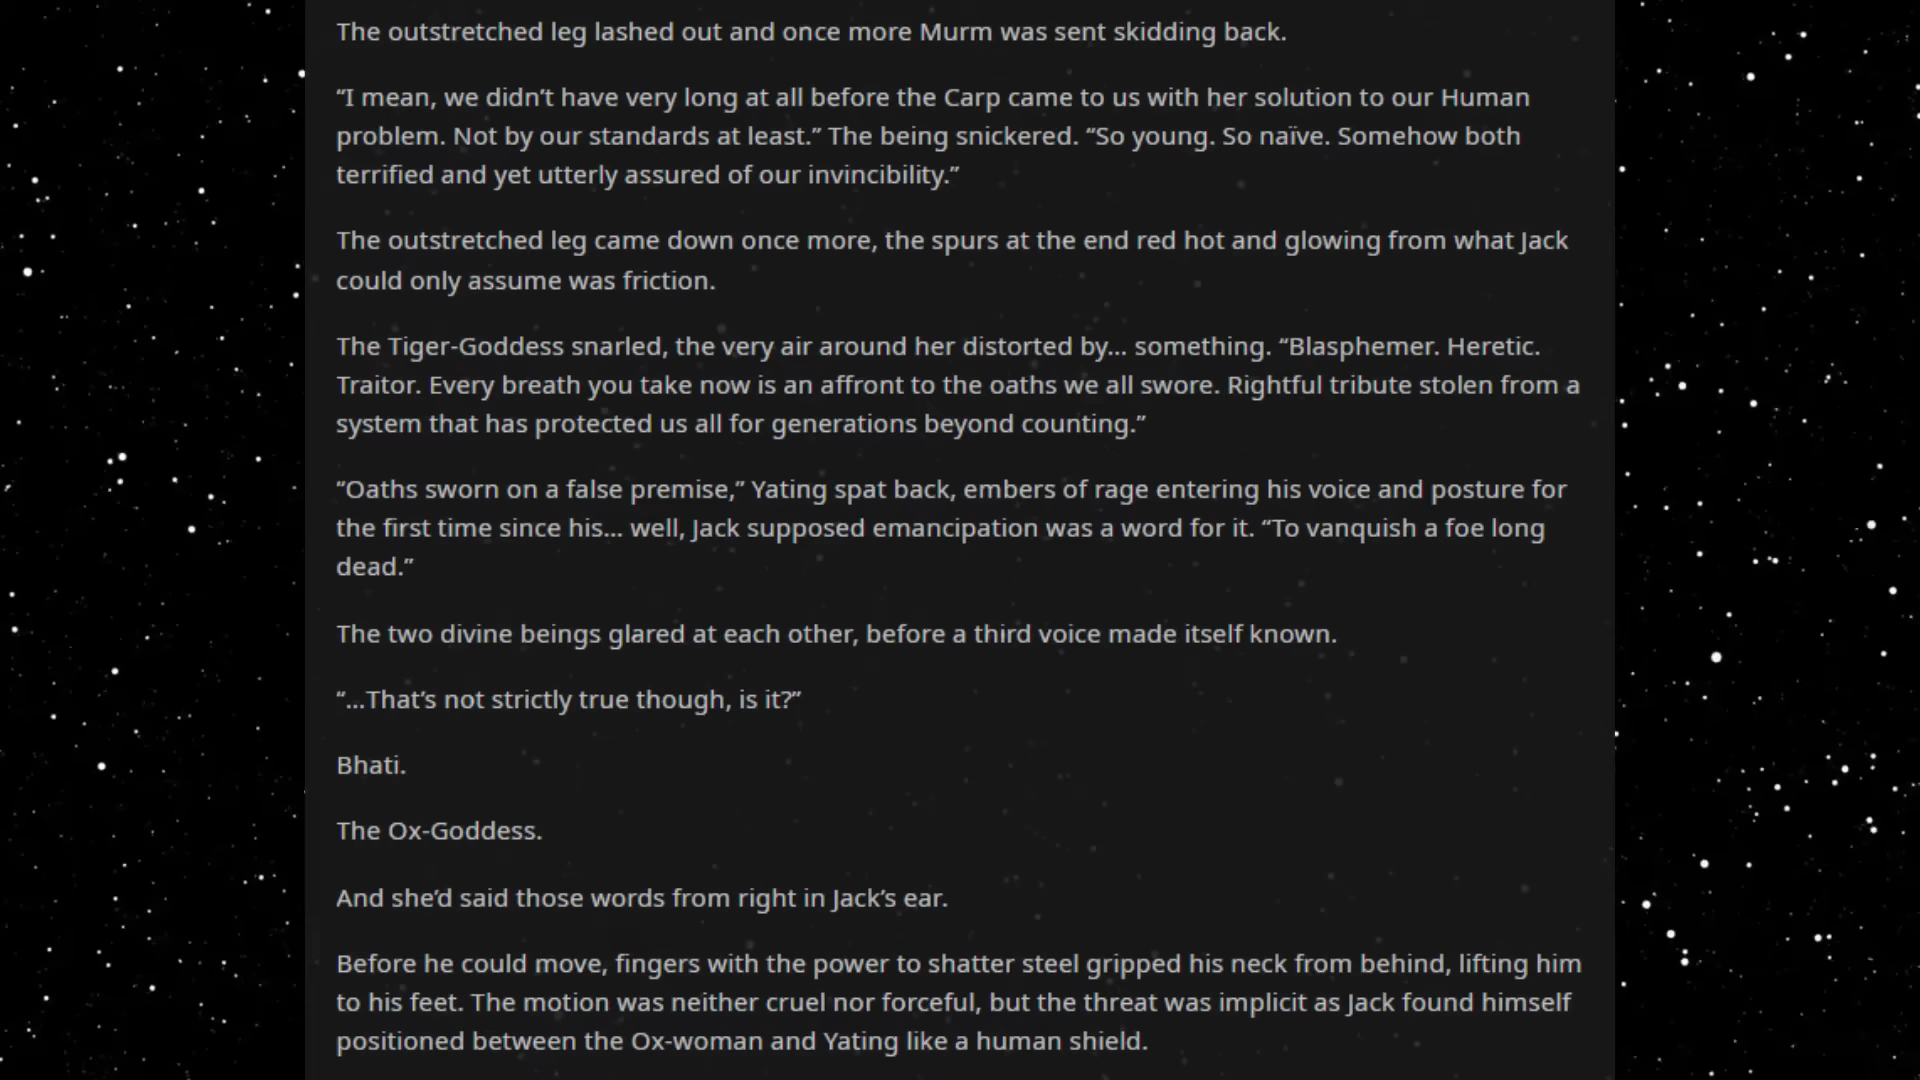 The outstretched leg lashed out and once more Murm was sent skidding back.
“I mean, we didn’t have very long at all before the Carp came to us with her solution to our Human
problem. Not by our standards at least.” The being snickered. “So young. So naïve. Somehow both
terrified and yet utterly assured of our invincibility.”
The outstretched leg came down once more, the spurs at the end red hot and glowing from what Jack
could only assume was friction.
The Tiger-Goddess snarled, the very air around her distorted by… something. “Blasphemer. Heretic.
Traitor. Every breath you take now is an affront to the oaths we all swore. Rightful tribute stolen from a
system that has protected us all for generations beyond counting.”
“Oaths sworn on a false premise,” Yating spat back, embers of rage entering his voice and posture for
the first time since his… well, Jack supposed emancipation was a word for it. “To vanquish a foe long
dead.”
The two divine beings glared at each other, before a third voice made itself known.
“…That’s not strictly true though, is it?”
Bhati.
The Ox-Goddess.
And she’d said those words from right in Jack’s ear.
Before he could move, fingers with the power to shatter steel gripped his neck from behind, lifting him
to his feet. The motion was neither cruel nor forceful, but the threat was implicit as Jack found himself
positioned between the Ox-woman and Yating like a human shield.